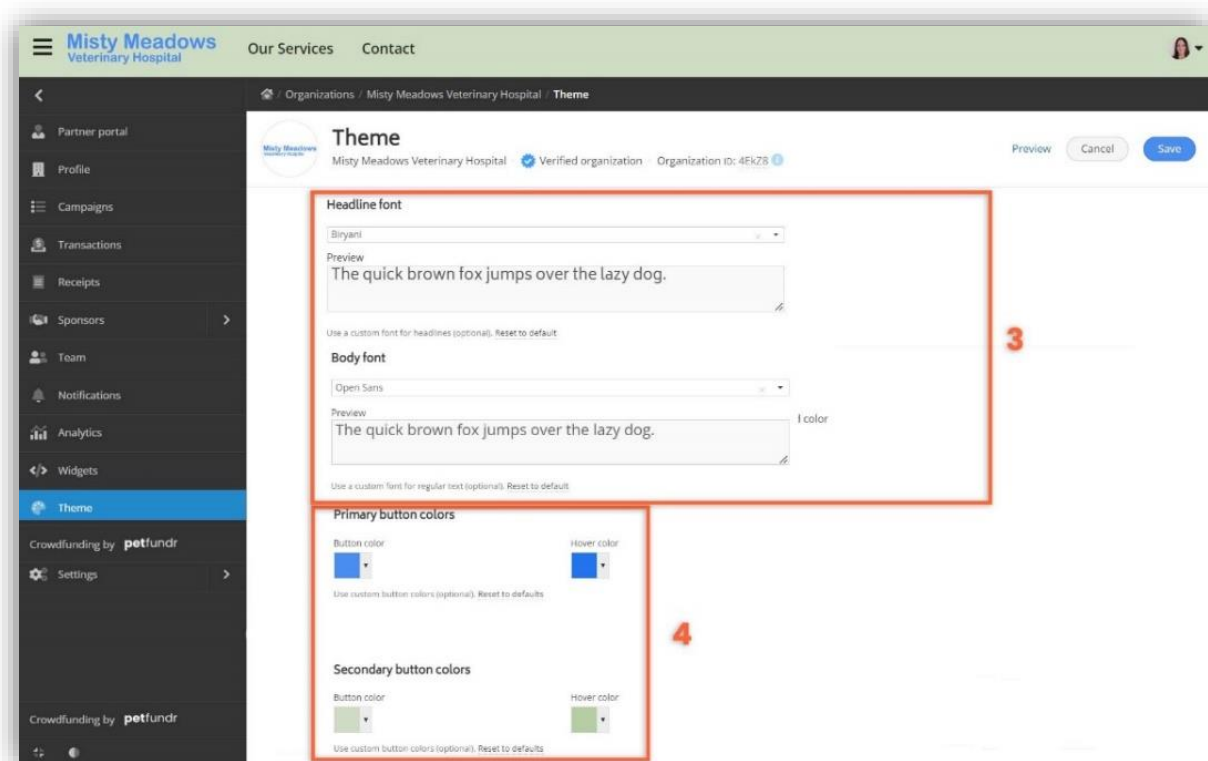 Misty Meadows
Veterinary Hospital
Our Services
Contact
/ Organizations / Misty Meadows Veterinary Hospital / Theme
Partner portal
Profile
Campaigns
Transactions
Receipts
Sponsors
Team
Notifications
Analytics
Widgets
Theme
Crowdfunding by petfundr
Settings
Crowdfunding by petfundr
Misty Meadows
Veterinary Hospital
Theme
Misty Meadows Veterinary Hospital Verified organization Organization ID: 4EkZ8
Preview
Cancel
Save
Headline font
Biryani
Preview
The quick brown fox jumps over the lazy dog.
Use a custom font for headlines (optional). Reset to default
Body font
Open Sans
Preview
The quick brown fox jumps over the lazy dog.
l color
Use a custom font for regular text (optional). Reset to default
3
Primary button colors
Button color
Hover color
Use custom button colors (optional). Reset to defaults
Secondary button colors
Button color
Hover color
Use custom button colors (optional). Reset to defaults
4